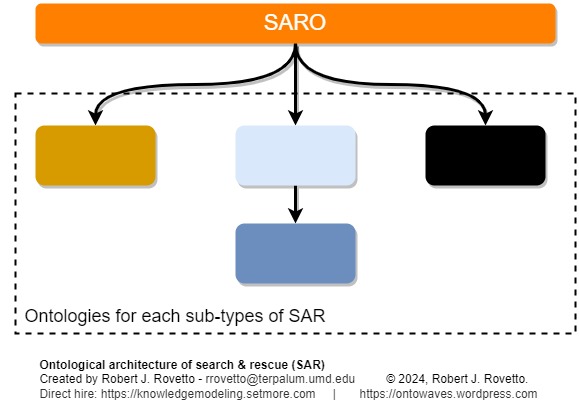 SARO
Ontologies for each sub-types of SAR
Ontological architecture of search & rescue (SAR)
Created by Robert J. Rovetto - rrovetto@terpalum.umd.edu © 2024, Robert J. Rovetto.
Direct hire: https://knowledgemodeling.setmore.com | https://ontowaves.wordpress.com